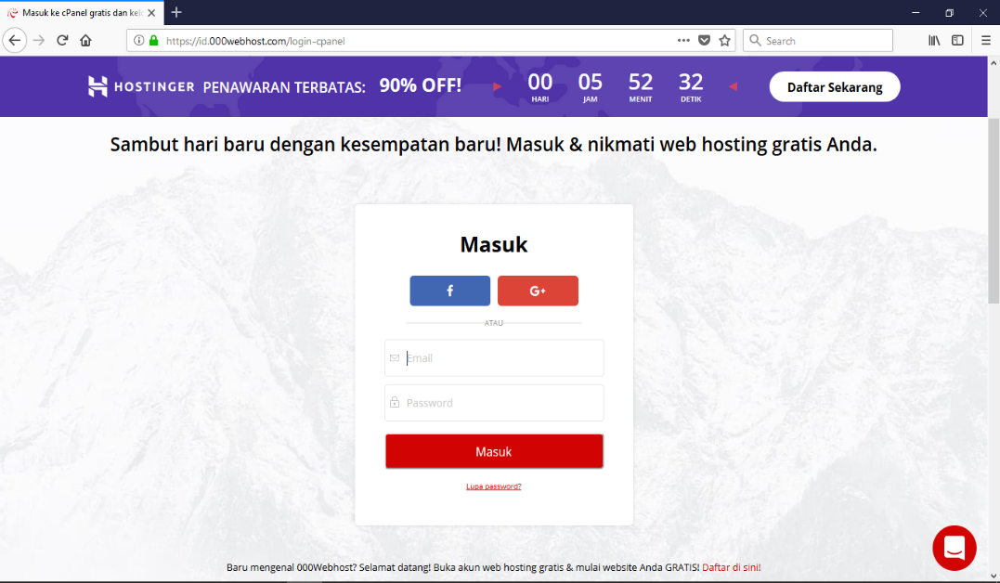 Masuk ke cPanel gratis dan kel
https://id.000webhost.com/login-cpanel
Search
HOSTINGER PENAWARAN TERBATAS: 90% OFF! 00 05 52 32 Daftar Sekarang
HARI JAM MENIT DETIK
Sambut hari baru dengan kesempatan baru! Masuk & nikmati web hosting gratis Anda.
Masuk
f G+
ATAU
Email
Password
Masuk
Lupa password?
Baru mengenal 000Webhost? Selamat datang! Buka akun web hosting gratis & mulai website Anda GRATIS! Daftar di sini!